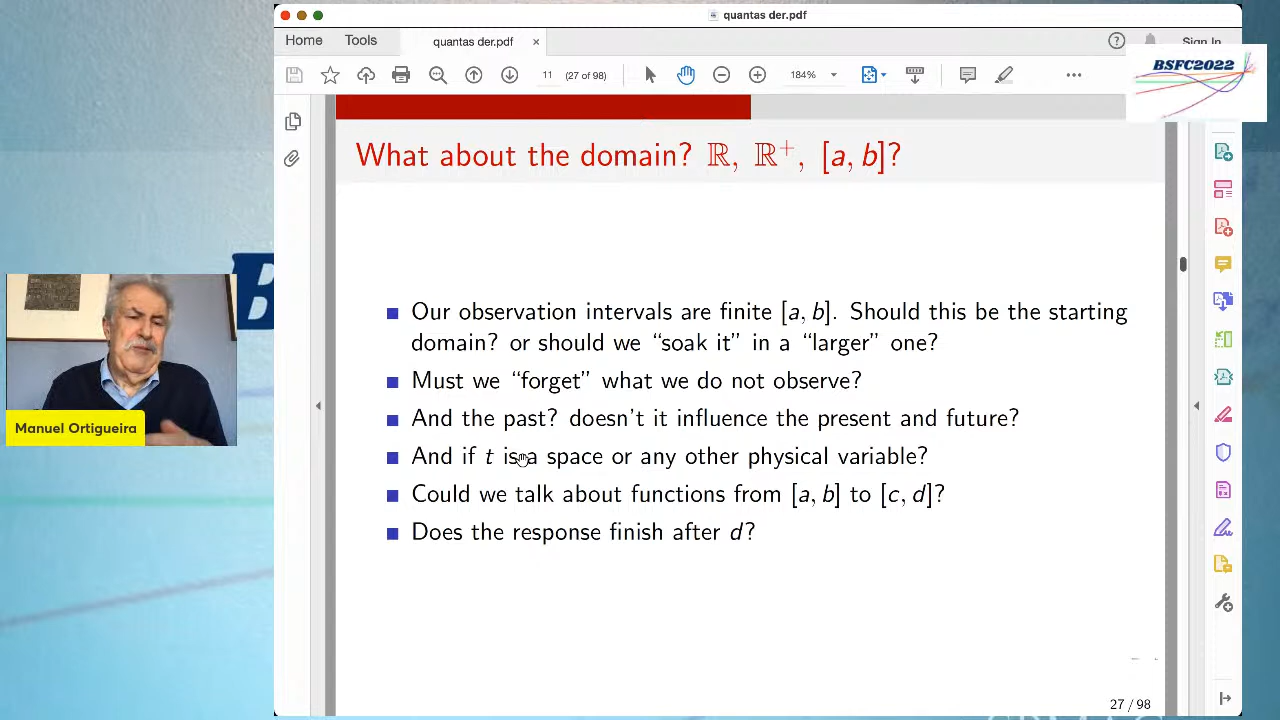 quantas der.pdf
Home Tools quantas der.pdf × Sign In
(27 of 98) 184%
BSFC2022
What about the domain? ℝ, ℝ⁺, [a, b]?
Our observation intervals are finite [a, b]. Should this be the starting
domain? or should we “soak it” in a “larger” one?
Must we “forget” what we do not observe?
And the past? doesn’t it influence the present and future?
And if t is a space or any other physical variable?
Could we talk about functions from [a, b] to [c, d]?
Does the response finish after d?
Manuel Ortigueira
27 / 98